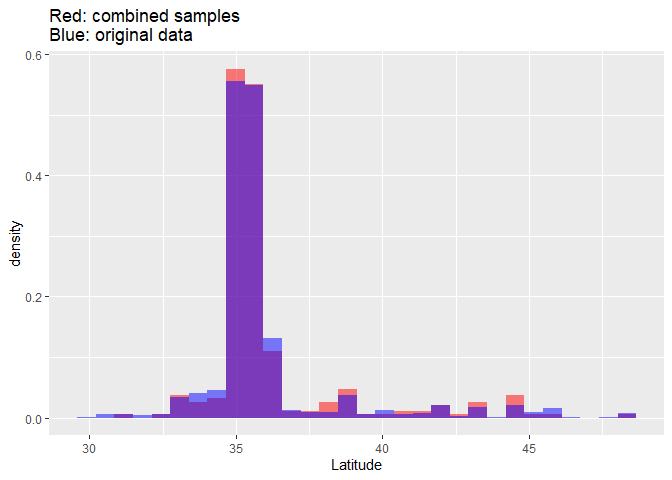 Red: combined samples
Blue: original data
0.6
0.4
0.2
0.0
density
30 35 40 45
Latitude